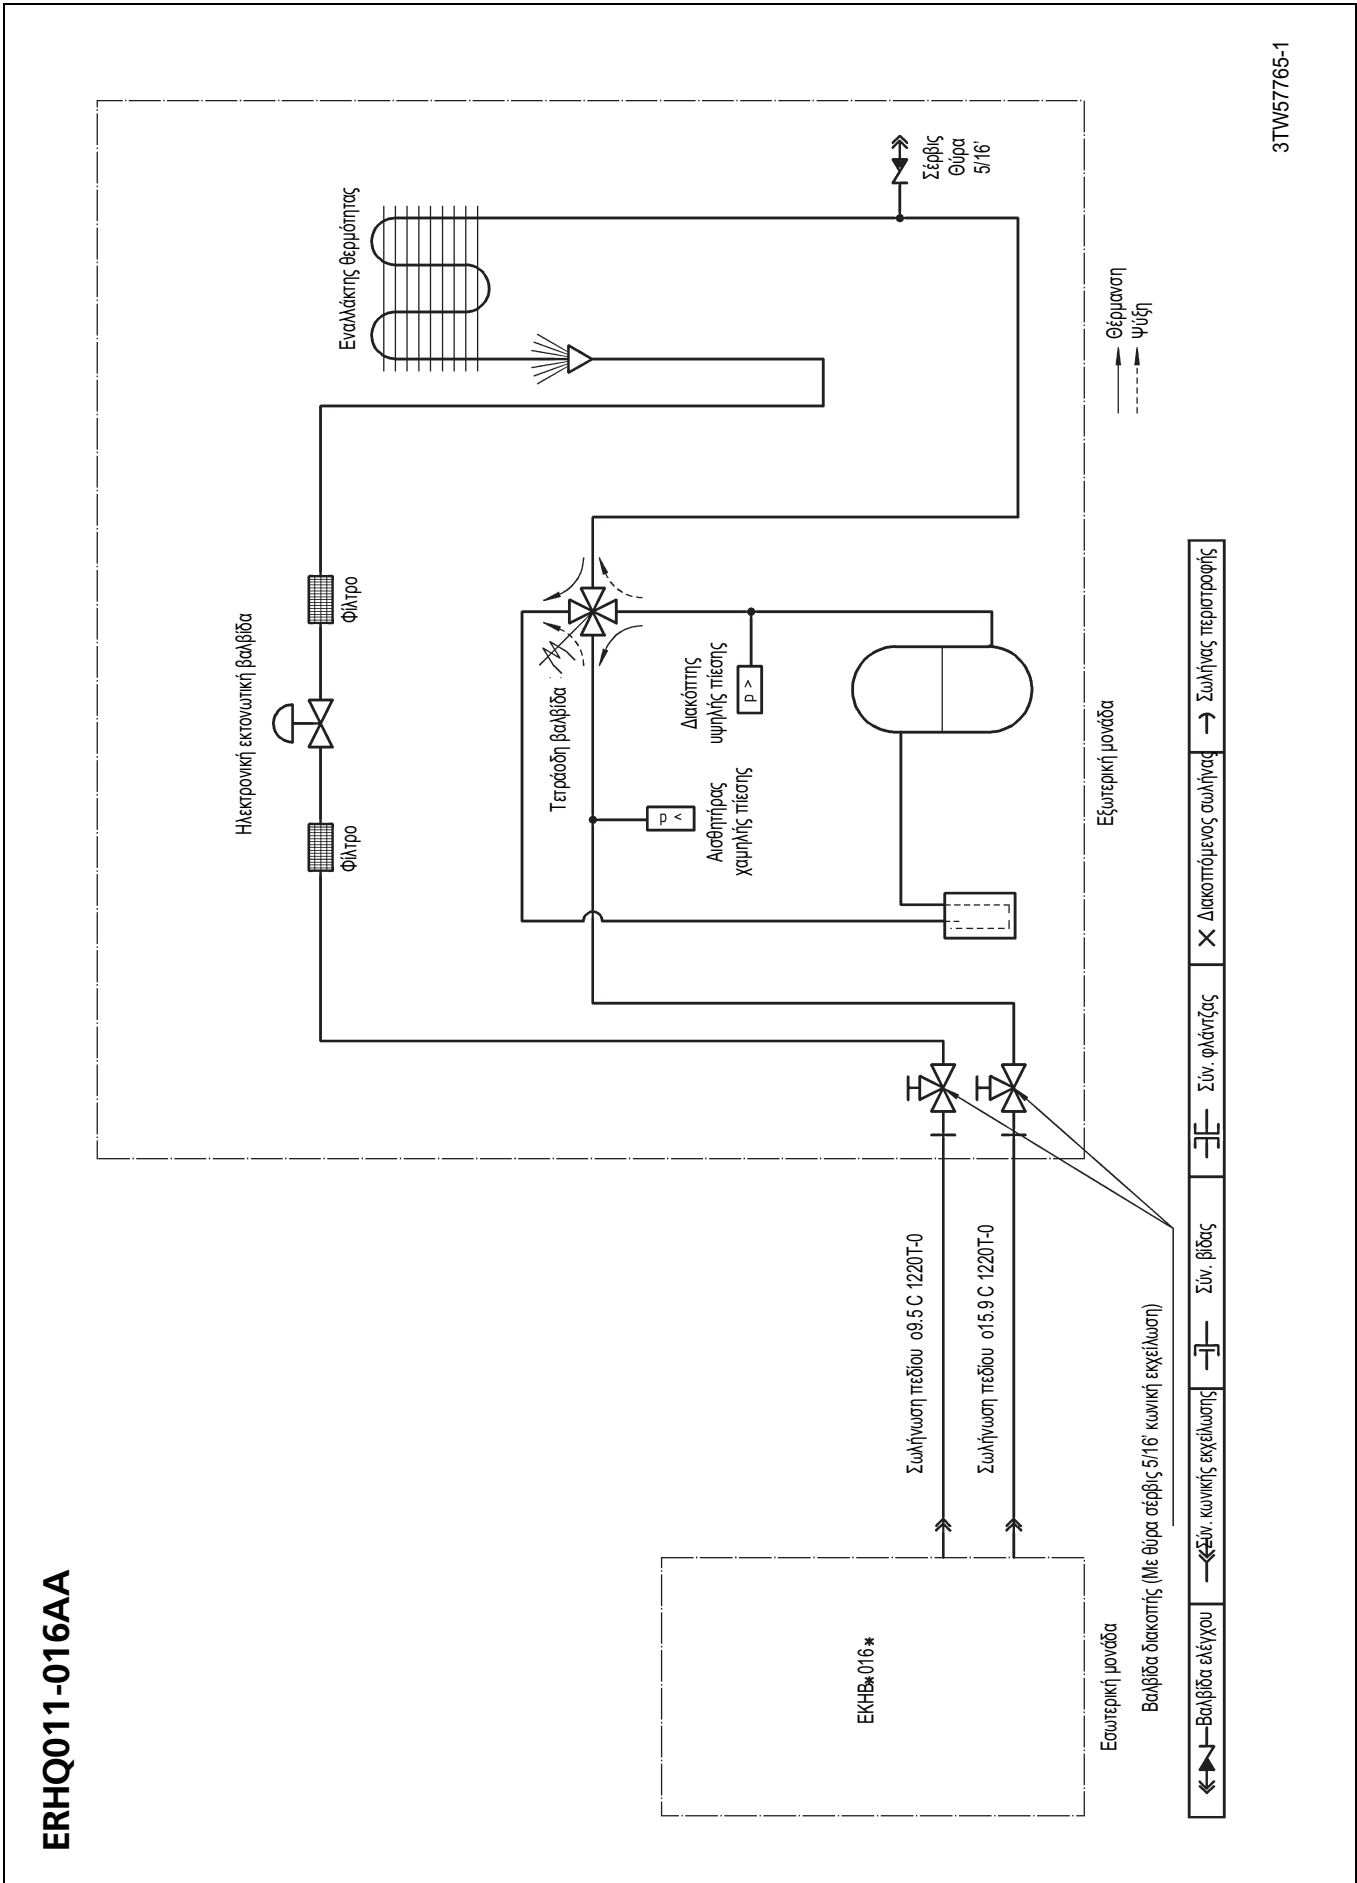 ERHQ011-016AA
3TW57765-1
Εναλλάκτης θερμότητας
Σέρβις
Θύρα
5/16'
Ηλεκτρονική εκτονωτική βαλβίδα
Φίλτρο
Φίλτρο
Τετράοδη βαλβίδα
Διακόπτης
υψηλής πίεσης
p >
Αισθητήρας
χαμηλής πίεσης
p <
Θέρμανση
Ψύξη
Εξωτερική μονάδα
Σωλήνωση πεδίου o9.5 C 1220T-0
Σωλήνωση πεδίου o15.9 C 1220T-0
EKHB*016*
Εσωτερική μονάδα
Βαλβίδα διακοπής (Με θύρα σέρβις 5/16' κωνική εκχείλωση)
Βαλβίδα ελέγχου
Σύν. κωνικής εκχείλωσης
Σύν. βίδας
Σύν. φλάντζας
Διακοπτόμενος σωλήνας
Σωλήνας περιστροφής